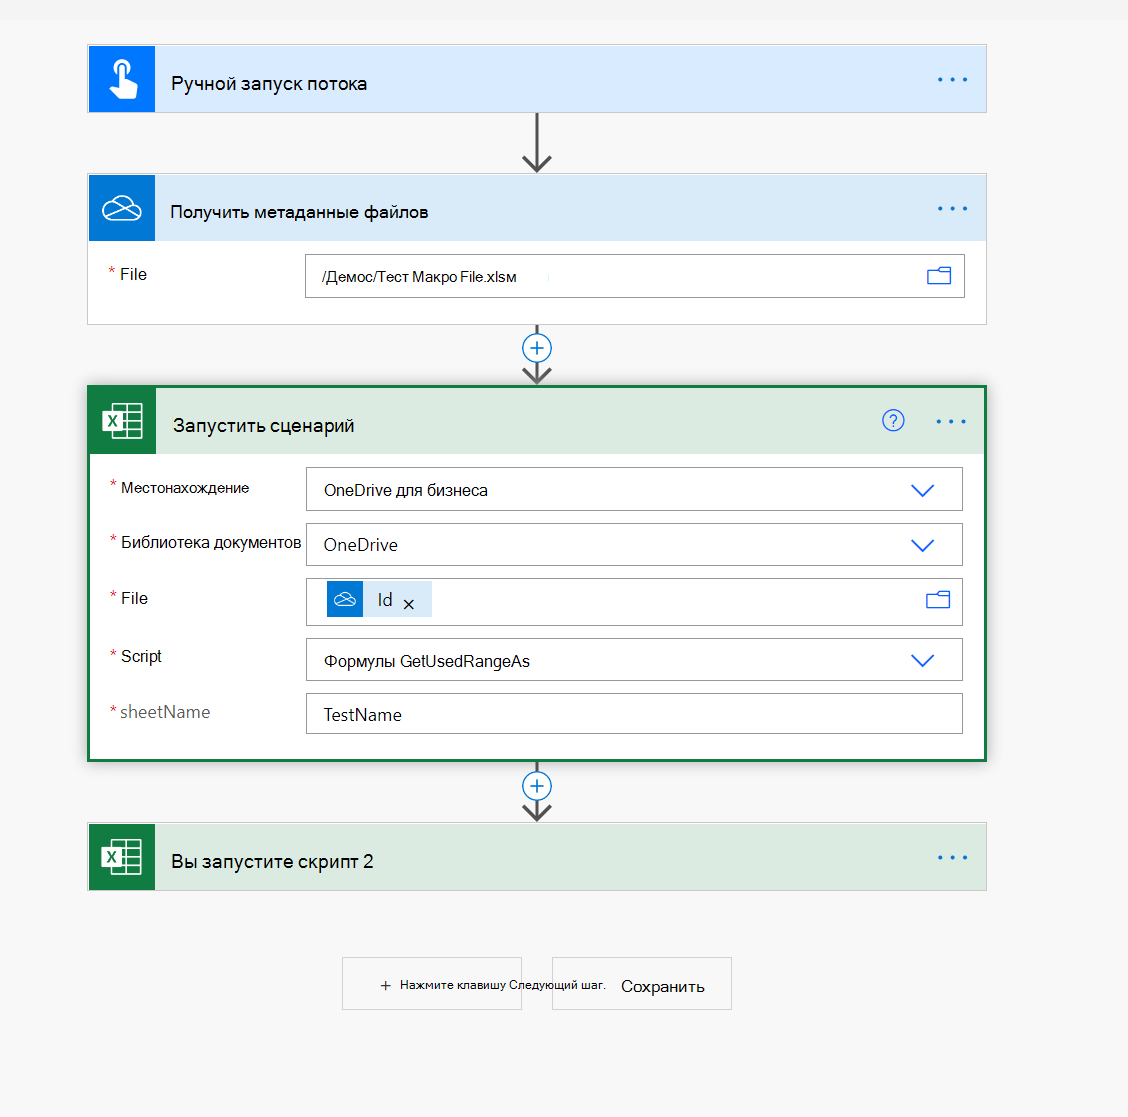 Ручной запуск потока
Получить метаданные файлов
* File
/Демос/Тест Макро File.xlsм
Запустить сценарий
* Местонахождение
OneDrive для бизнеса
* Библиотека документов
OneDrive
* File
Id ×
* Script
Формулы GetUsedRangeAs
* sheetName
TestName
Вы запустите скрипт 2
+ Нажмите клавишу Следующий шаг.
Сохранить